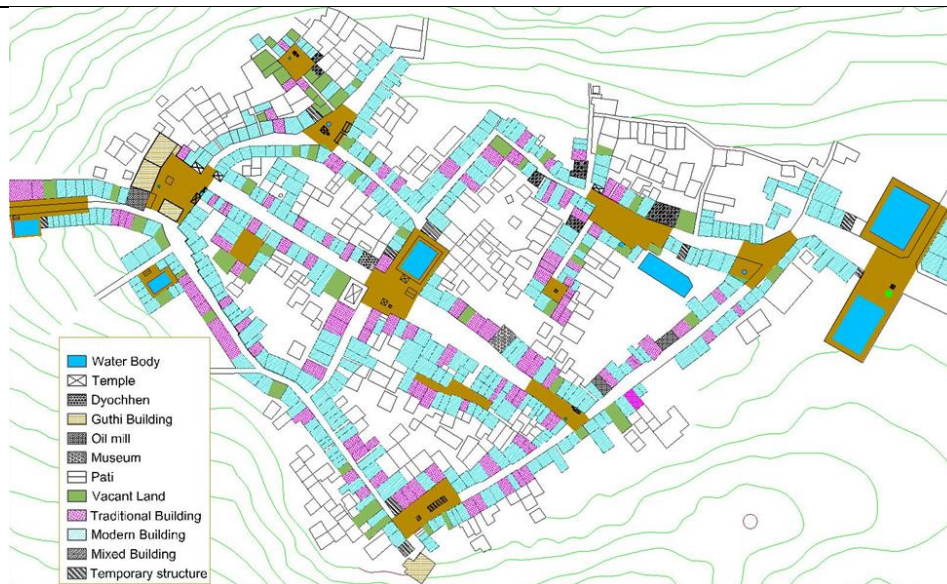 Water Body
Temple
Dyochhen
Guthi Building
Oil mill
Museum
Pati
Vacant Land
Traditional Building
Modern Building
Mixed Building
Temporary structure